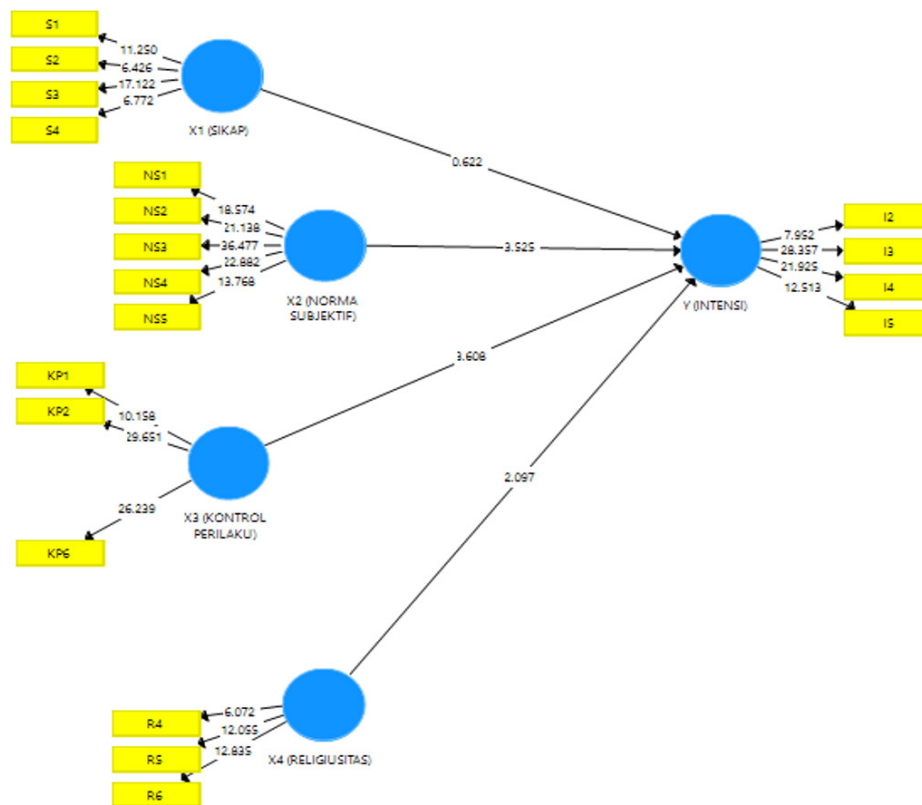 S1
11.250
S2
6.426
S3
17.122
S4
6.772
X1 (SIKAP)
0.622
NS1
18.574
NS2
21.138
NS3
36.477
NS4
22.882
NS5
13.768
X2 (NORMA
SUBJEKTIF)
3.525
I2
7.952
I3
28.357
I4
21.925
I5
12.513
Y (INTENSI)
KP1
10.158
KP2
29.651
KP6
26.239
X3 (KONTROL
PERILAKU)
3.608
2.097
R4
6.072
R5
12.055
R6
12.835
X4 (RELIGIUSITAS)